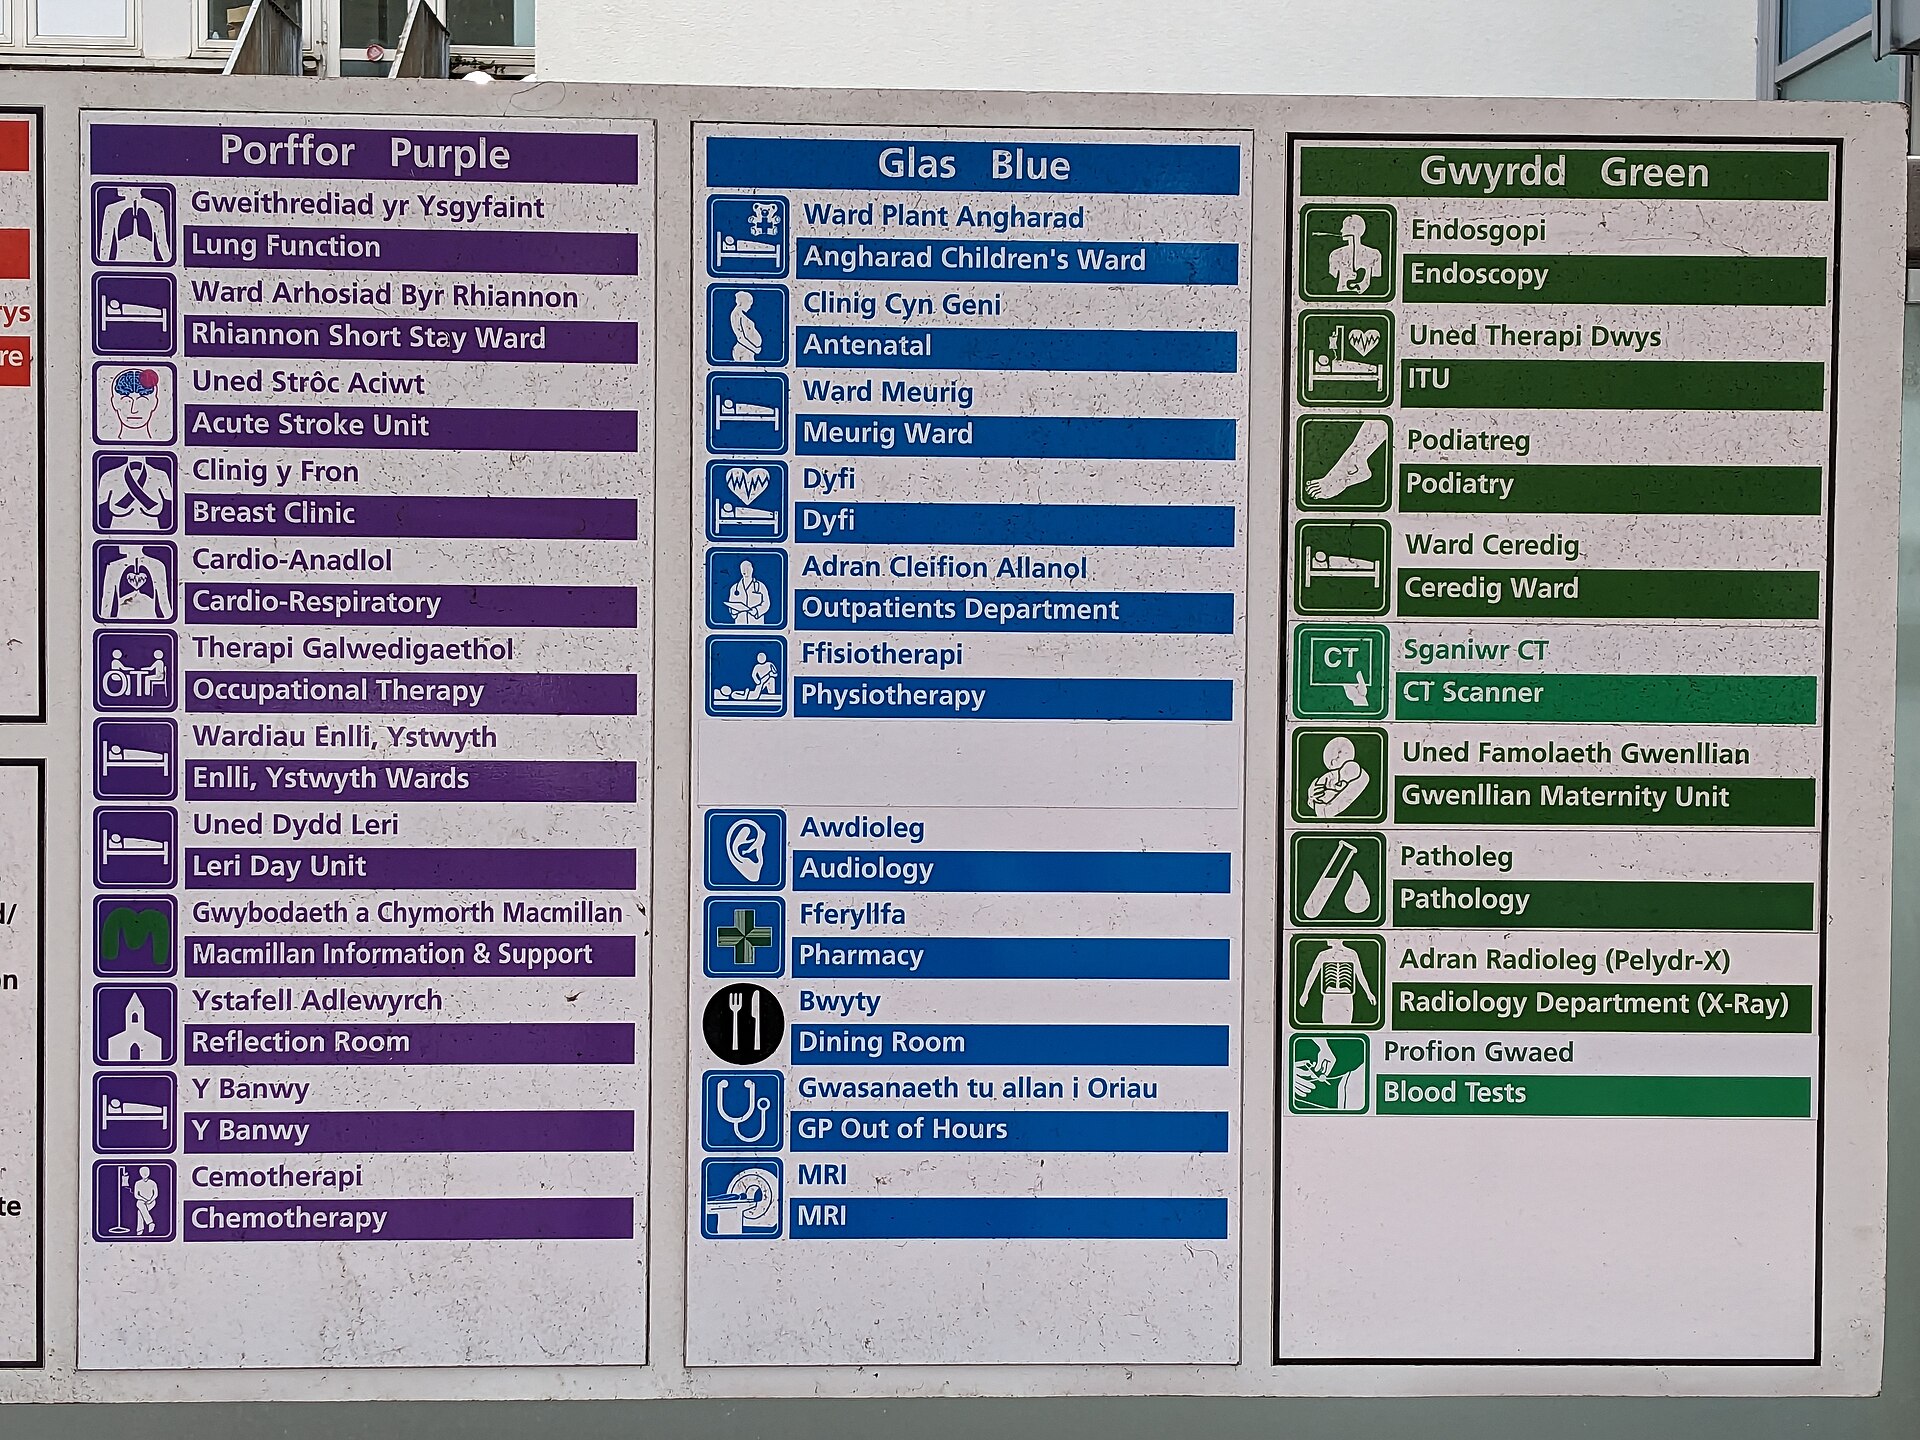 rys
re
d/
on
te
Porffor Purple
Gweithrediad yr Ysgyfaint
Lung Function
Ward Arhosiad Byr Rhiannon
Rhiannon Short Stay Ward
Uned Strôc Aciwt
Acute Stroke Unit
Clinig y Fron
Breast Clinic
Cardio-Anadlol
Cardio-Respiratory
Therapi Galwedigaethol
Occupational Therapy
Wardiau Enlli, Ystwyth
Enlli, Ystwyth Wards
Uned Dydd Leri
Leri Day Unit
Gwybodaeth a Chymorth Macmillan
Macmillan Information & Support
Ystafell Adlewyrch
Reflection Room
Y Banwy
Y Banwy
Cemotherapi
Chemotherapy
Glas Blue
Ward Plant Angharad
Angharad Children's Ward
Clinig Cyn Geni
Antenatal
Ward Meurig
Meurig Ward
Dyfi
Dyfi
Adran Cleifion Allanol
Outpatients Department
Ffisiotherapi
Physiotherapy
Awdioleg
Audiology
Fferyllfa
Pharmacy
Bwyty
Dining Room
Gwasanaeth tu allan i Oriau
GP Out of Hours
MRI
MRI
Gwyrdd Green
Endosgopi
Endoscopy
Uned Therapi Dwys
ITU
Podiatreg
Podiatry
Ward Ceredig
Ceredig Ward
CT
Sganiwr CT
CT Scanner
Uned Famolaeth Gwenllian
Gwenllian Maternity Unit
Patholeg
Pathology
Adran Radioleg (Pelydr-X)
Radiology Department (X-Ray)
Profion Gwaed
Blood Tests